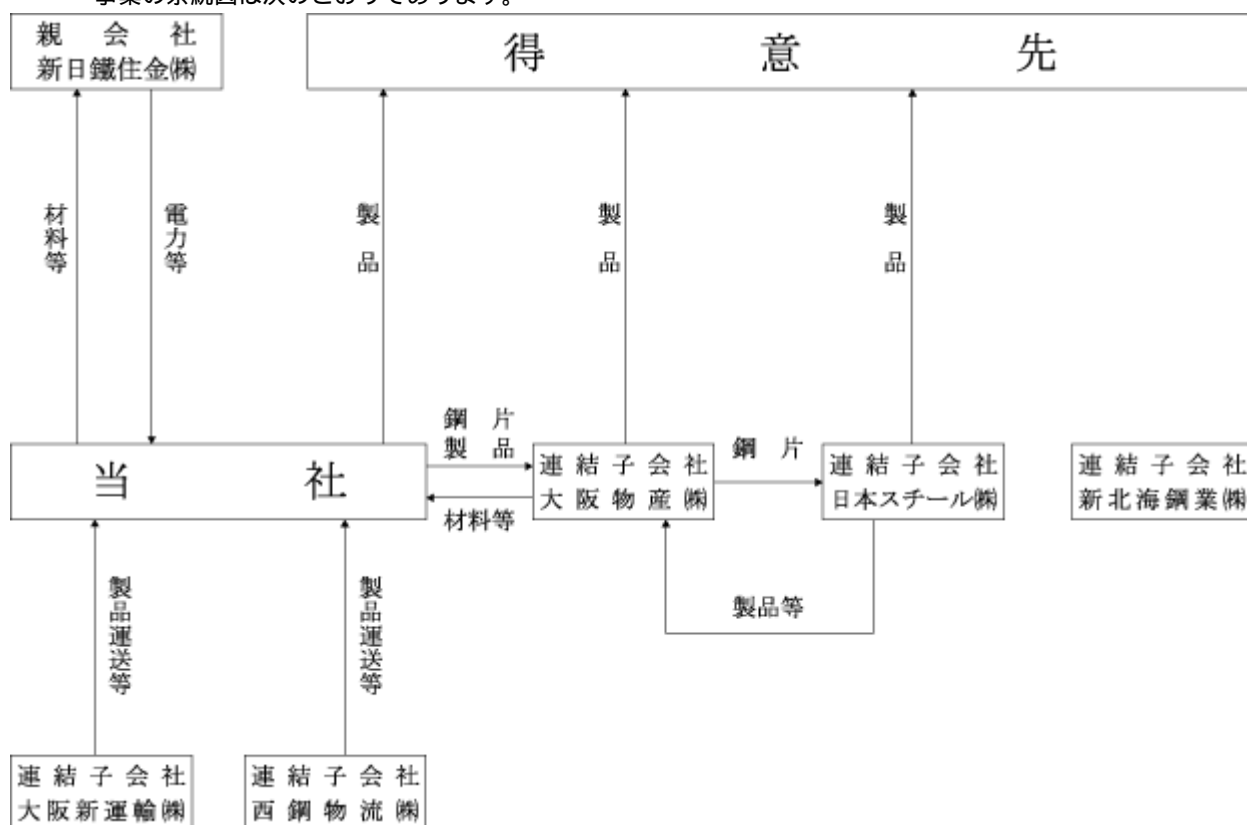 事業の系統図は次のとおりであります。
親会社
新日鐵住金㈱
得意先
材料等
電力等
製品
製品
製品
鋼片
製品
鋼片
当社
連結子会社
大阪物産㈱
連結子会社
日本スチール㈱
連結子会社
新北海鋼業㈱
材料等
製品運送等
製品運送等
製品等
連結子会社
大阪新運輸㈱
連結子会社
西鋼物流㈱